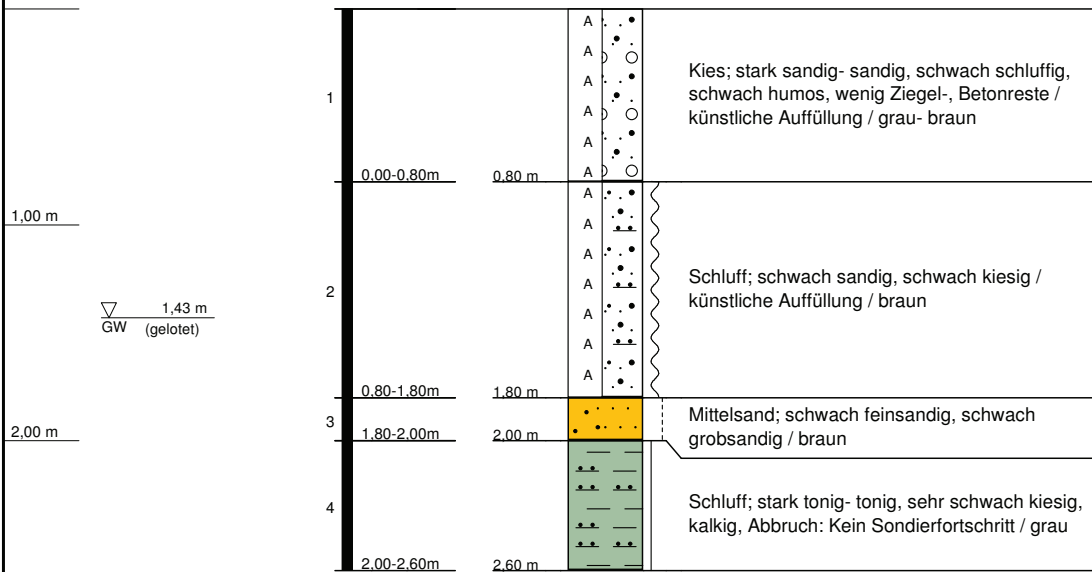 A
A
A
A
A
A
Kies; stark sandig- sandig, schwach schluffig,
schwach humos, wenig Ziegel-, Betonreste /
künstliche Auffüllung / grau- braun
1
0,00-0,80m
0,80 m
1,00 m
A
A
A
A
A
A
A
Schluff; schwach sandig, schwach kiesig /
künstliche Auffüllung / braun
2
1,43 m
GW (gelotet)
0.80-1.80m
1,80 m
Mittelsand; schwach feinsandig, schwach
grobsandig / braun
3
1.80-2.00m
2,00 m
2,00 m
Schluff; stark tonig- tonig, sehr schwach kiesig,
kalkig, Abbruch: Kein Sondierfortschritt / grau
4
2,00-2.60m
2,60 m